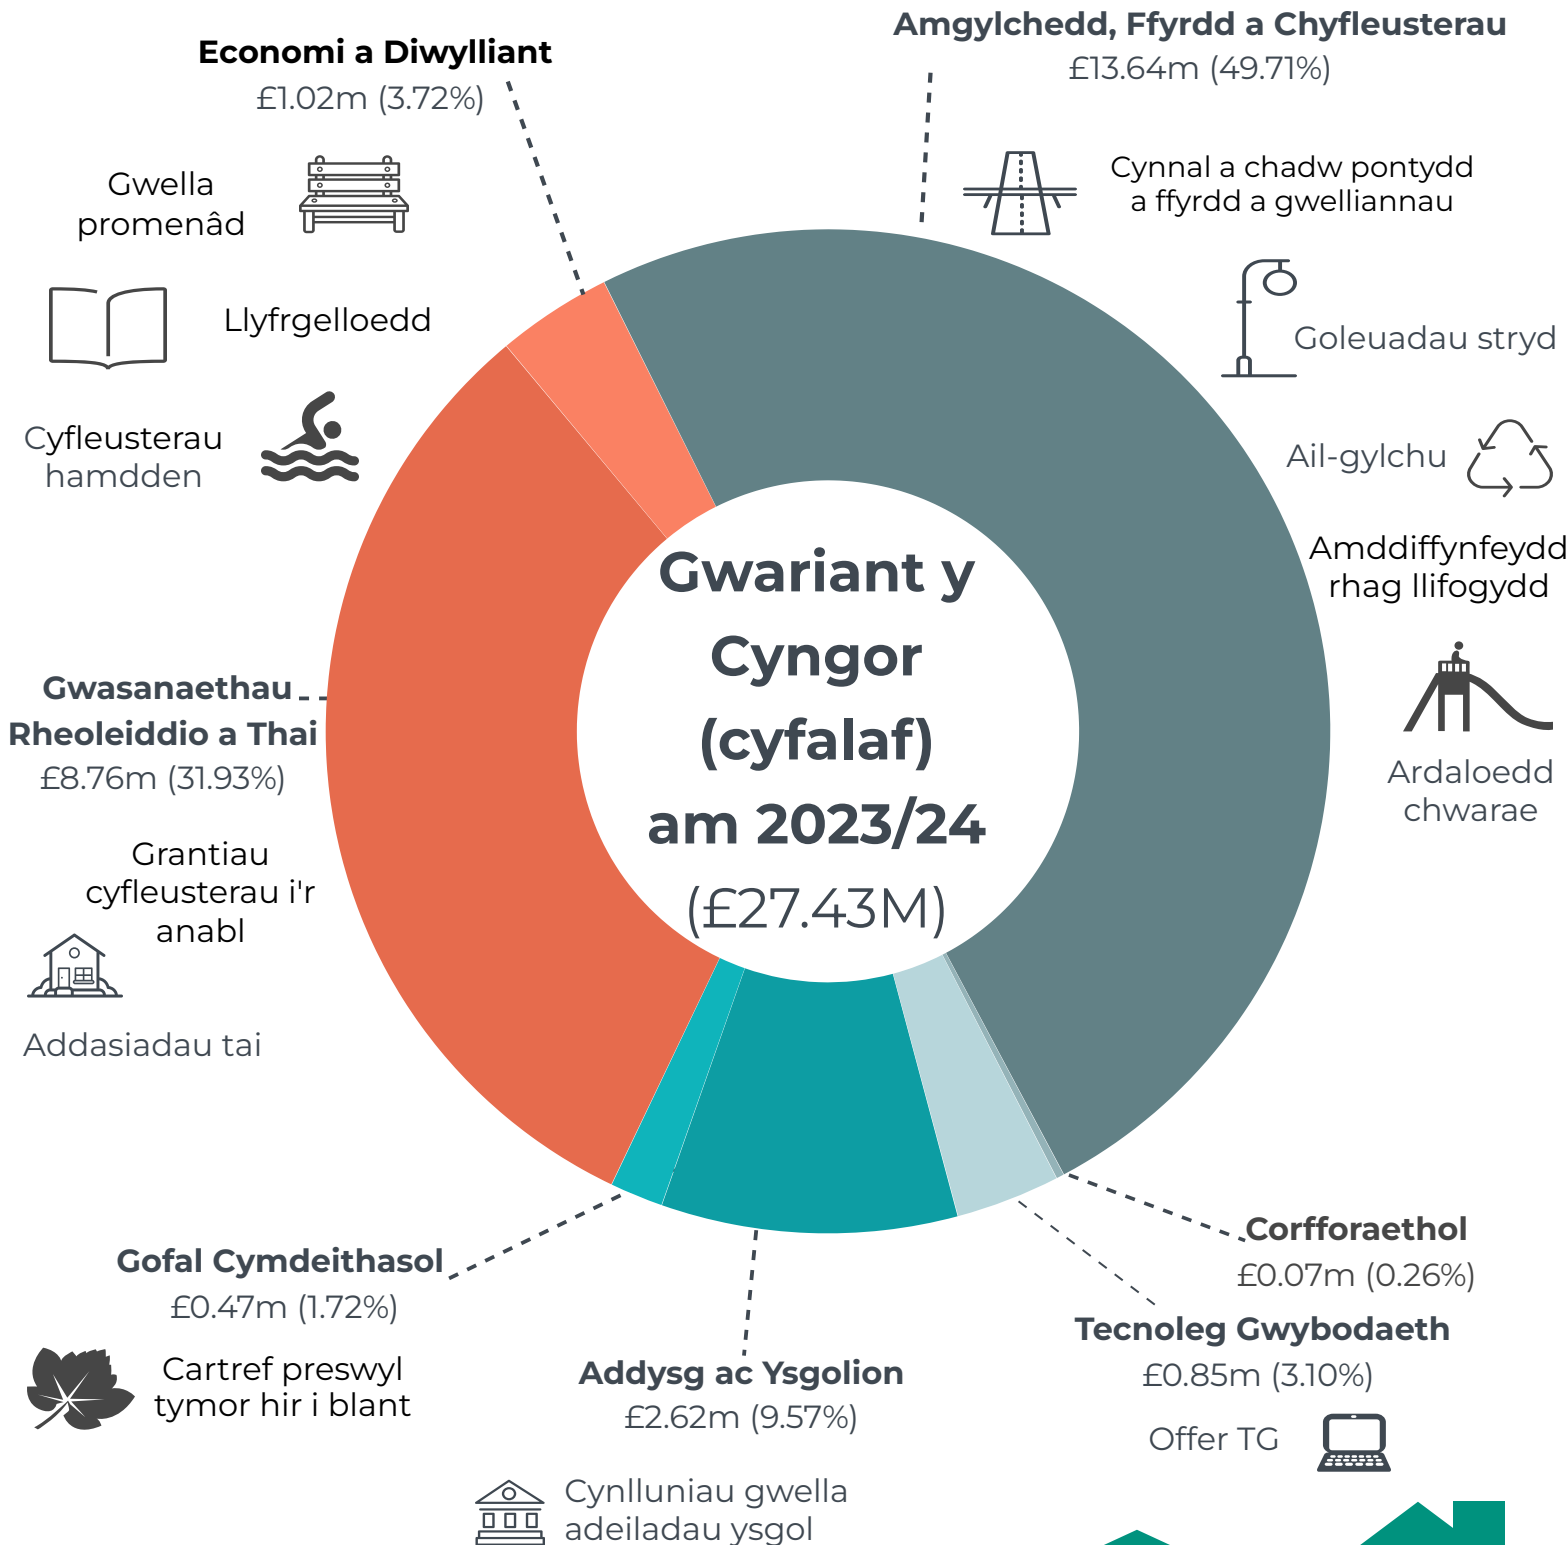 Economi a Diwylliant
£1.02m (3.72%)
Gwella
promenâd
Llyfrgelloedd
Cyfleusterau
hamdden
Amgylchedd, Ffyrdd a Chyfleusterau
£13.64m (49.71%)
Cynnal a chadw pontydd
a ffyrdd a gwelliannau
Goleuadau stryd
Ail-gylchu
Amddiffynfeydd
rhag llifogydd
Ardaloedd
chwarae
Gwariant y
Cyngor
(cyfalaf)
am 2023/24
(£27.43M)
Gwasanaethau
Rheoleiddio a Thai
£8.76m (31.93%)
Grantiau
cyfleusterau i'r
anabl
Addasiadau tai
Gofal Cymdeithasol
£0.47m (1.72%)
Cartref preswyl
tymor hir i blant
Addysg ac Ysgolion
£2.62m (9.57%)
Cynlluniau gwella
adeiladau ysgol
Corfforaethol
£0.07m (0.26%)
Tecnoleg Gwybodaeth
£0.85m (3.10%)
Offer TG